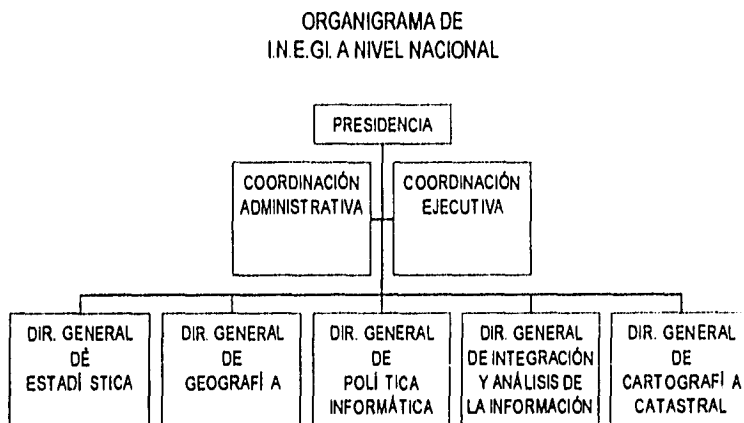 ORGANIGRAMA DE
I.N.E.GI. A NIVEL NACIONAL
PRESIDENCIA
COORDINACIÓN
ADMINISTRATIVA
COORDINACIÓN
EJECUTIVA
DIR. GENERAL
DE
ESTADÍ STICA
DIR. GENERAL
DE
GEOGRAFÍ A
DIR. GENERAL
DE
POLÍ TICA
INFORMÁTICA
DIR. GENERAL
DE INTEGRACIÓN
Y ANÁLISIS DE
LA INFORMACIÓN
DIR. GENERAL
DE
CARTOGRAFÍ A
CATASTRAL